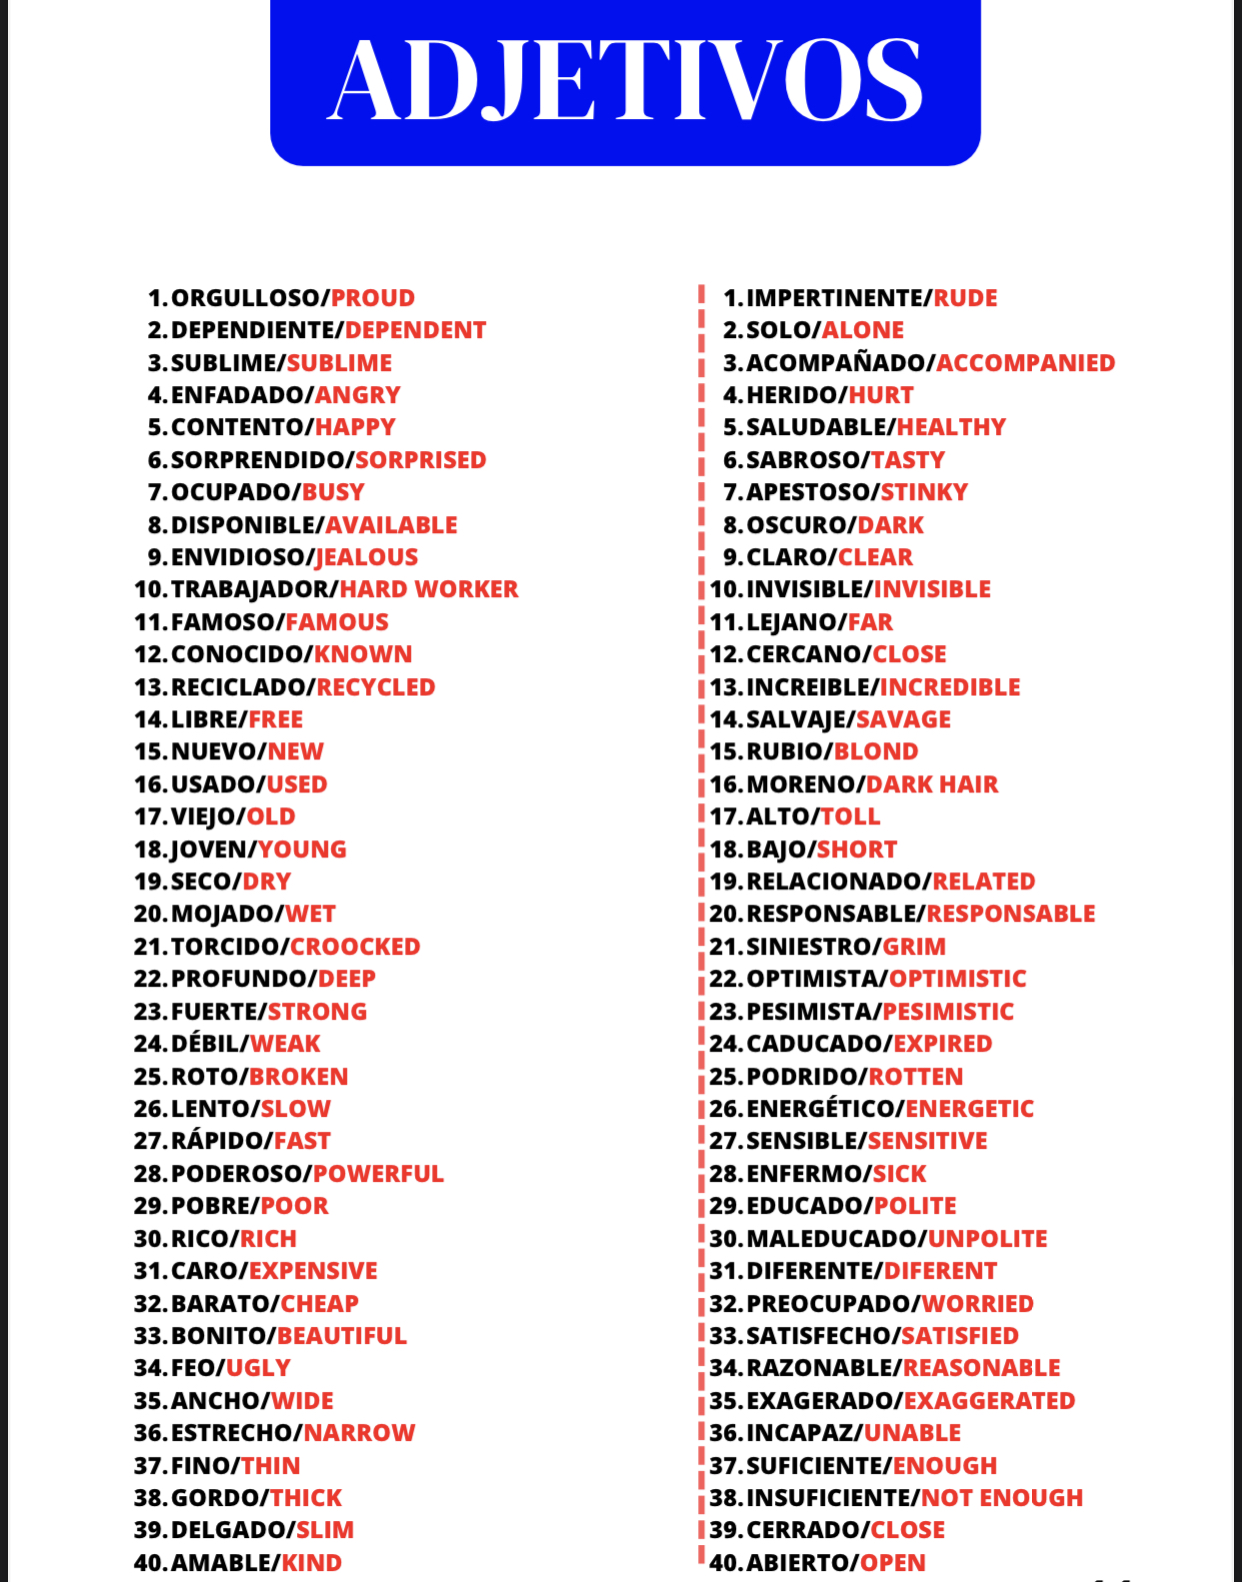 ADJETIVOS
1. ORGULLOSO/PROUD
2. DEPENDIENTE/DEPENDENT
3. SUBLIME/SUBLIME
4. ENFADADO/ANGRY
5. CONTENTO/HAPPY
6. SORPRENDIDO/SORPRISED
7. OCUPADO/BUSY
8. DISPONIBLE/AVAILABLE
9. ENVIDIOSO/JEALOUS
10. TRABAJADOR/HARD WORKER
11. FAMOSO/FAMOUS
12. CONOCIDO/KNOWN
13. RECICLADO/RECYCLED
14. LIBRE/FREE
15. NUEVO/NEW
16. USADO/USED
17. VIEJO/OLD
18. JOVEN/YOUNG
19. SECO/DRY
20. MOJADO/WET
21. TORCIDO/CROOCKED
22. PROFUNDO/DEEP
23. FUERTE/STRONG
24. DÉBIL/WEAK
25. ROTO/BROKEN
26. LENTO/SLOW
27. RÁPIDO/FAST
28. PODEROSO/POWERFUL
29. POBRE/POOR
30. RICO/RICH
31. CARO/EXPENSIVE
32. BARATO/CHEAP
33. BONITO/BEAUTIFUL
34. FEO/UGLY
35. ANCHO/WIDE
36. ESTRECHO/NARROW
37. FINO/THIN
38. GORDO/THICK
39. DELGADO/SLIM
40. AMABLE/KIND
1. IMPERTINENTE/RUDE
2. SOLO/ALONE
3. ACOMPAÑADO/ACCOMPANIED
4. HERIDO/HURT
5. SALUDABLE/HEALTHY
6. SABROSO/TASTY
7. APESTOSO/STINKY
8. OSCURO/DARK
9. CLARO/CLEAR
10. INVISIBLE/INVISIBLE
11. LEJANO/FAR
12. CERCANO/CLOSE
13. INCREIBLE/INCREDIBLE
14. SALVAJE/SAVAGE
15. RUBIO/BLOND
16. MORENO/DARK HAIR
17. ALTO/TOLL
18. BAJO/SHORT
19. RELACIONADO/RELATED
20. RESPONSABLE/RESPONSABLE
21. SINIESTRO/GRIM
22. OPTIMISTA/OPTIMISTIC
23. PESIMISTA/PESIMISTIC
24. CADUCADO/EXPIRED
25. PODRIDO/ROTTEN
26. ENERGÉTICO/ENERGETIC
27. SENSIBLE/SENSITIVE
28. ENFERMO/SICK
29. EDUCADO/POLITE
30. MALEDUCADO/UNPOLITE
31. DIFERENTE/DIFERENT
32. PREOCUPADO/WORRIED
33. SATISFECHO/SATISFIED
34. RAZONABLE/REASONABLE
35. EXAGERADO/EXAGGERATED
36. INCAPAZ/UNABLE
37. SUFICIENTE/ENOUGH
38. INSUFICIENTE/NOT ENOUGH
39. CERRADO/CLOSE
40. ABIERTO/OPEN